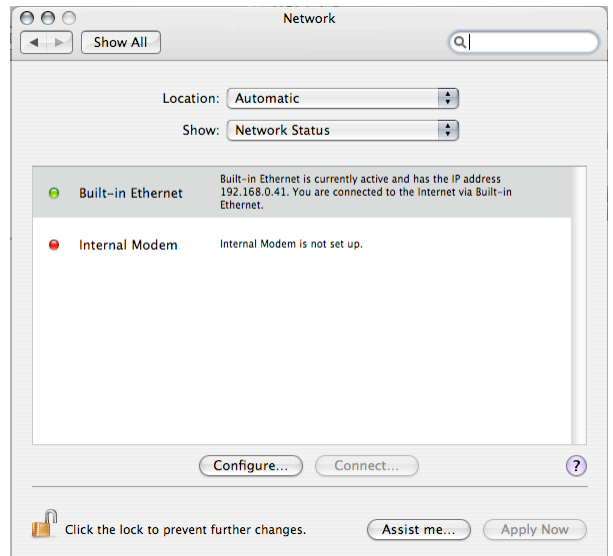 Network
Show All
Location: Automatic
Show: Network Status
Built-in Ethernet
Built-in Ethernet is currently active and has the IP address
192.168.0.41. You are connected to the Internet via Built-in
Ethernet.
Internal Modem
Internal Modem is not set up.
Configure... Connect... ?
Click the lock to prevent further changes. Assist me... Apply Now